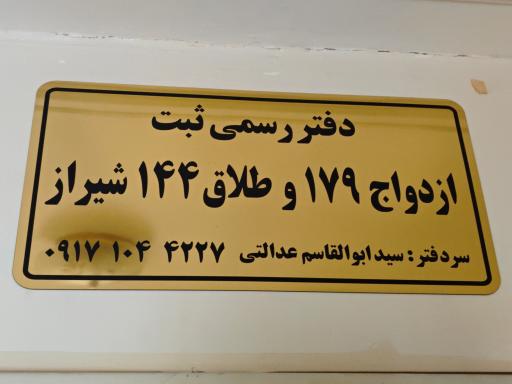 دفتر رسمی ثبت
ازدواج ۱۷۹ و طلاق ۱۴۴ شیراز
سردفتر : سید ابوالقاسم عدالتی ۰۹۱۷ ۱۰۴ ۴۲۲۷